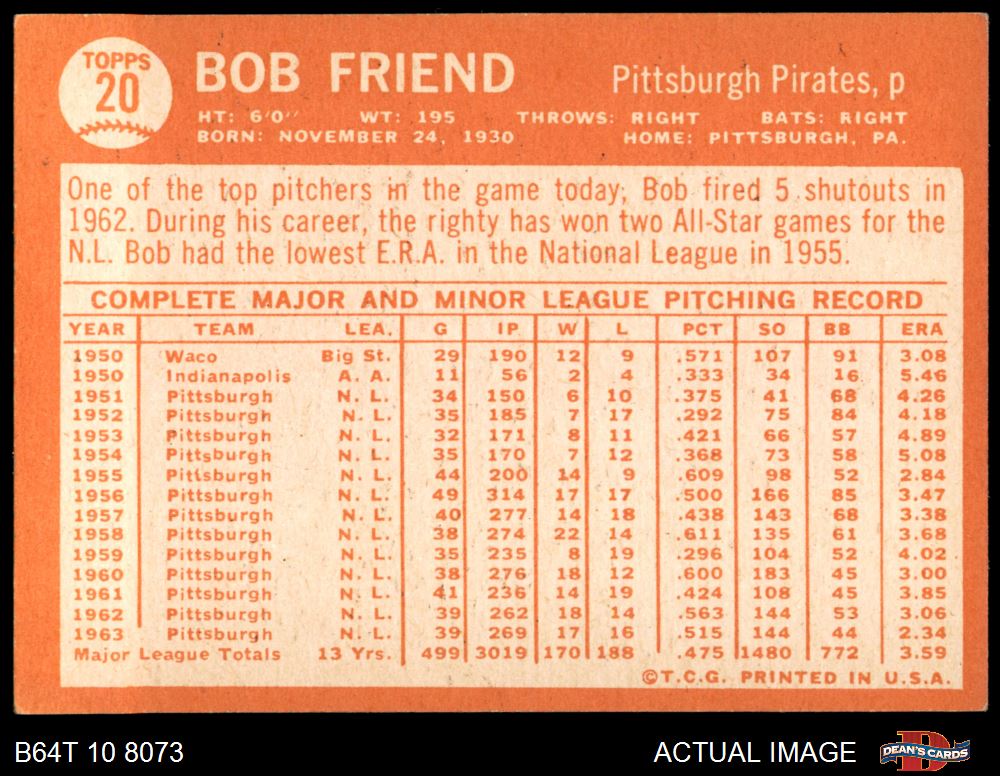 TOPPS
20
BOB FRIEND
Pittsburgh Pirates, p
HT: 6'0" WT: 195 THROWS: RIGHT BATS: RIGHT
BORN: NOVEMBER 24, 1930 HOME: PITTSBURGH, PA.
One of the top pitchers in the game today, Bob fired 5 shutouts in
1962. During his career, the righty has won two All-Star games for the
N.L. Bob had the lowest E.R.A. in the National League in 1955.
COMPLETE MAJOR AND MINOR LEAGUE PITCHING RECORD
YEAR TEAM LEA. G IP W L PCT SO BB ERA
1950 Waco Big St. 29 190 12 9 .571 107 91 3.08
1950 Indianapolis A. A. 11 56 2 4 .333 34 16 5.46
1951 Pittsburgh N. L. 34 150 6 10 .375 41 68 4.26
1952 Pittsburgh N. L. 35 185 7 17 .292 75 84 4.18
1953 Pittsburgh N. L. 32 171 8 11 .421 66 57 4.89
1954 Pittsburgh N. L. 35 170 7 12 .368 73 58 5.08
1955 Pittsburgh N. L. 44 200 14 9 .609 98 52 2.84
1956 Pittsburgh N. L. 49 314 17 17 .500 166 85 3.47
1957 Pittsburgh N. L. 40 277 14 18 .438 143 68 3.38
1958 Pittsburgh N. L. 38 274 22 14 .611 135 61 3.68
1959 Pittsburgh N. L. 35 235 8 19 .296 104 52 4.02
1960 Pittsburgh N. L. 38 276 18 12 .600 183 45 3.00
1961 Pittsburgh N. L. 41 236 14 19 .424 108 45 3.85
1962 Pittsburgh N. L. 39 262 18 14 .563 144 53 3.06
1963 Pittsburgh N. L. 39 269 17 16 .515 144 44 2.34
Major League Totals 13 Yrs. 499 3019 170 188 .475 1480 772 3.59
©T.C.G. PRINTED IN U.S.A.
B64T 10 8073
ACTUAL IMAGE
D
DEAN'S CARDS